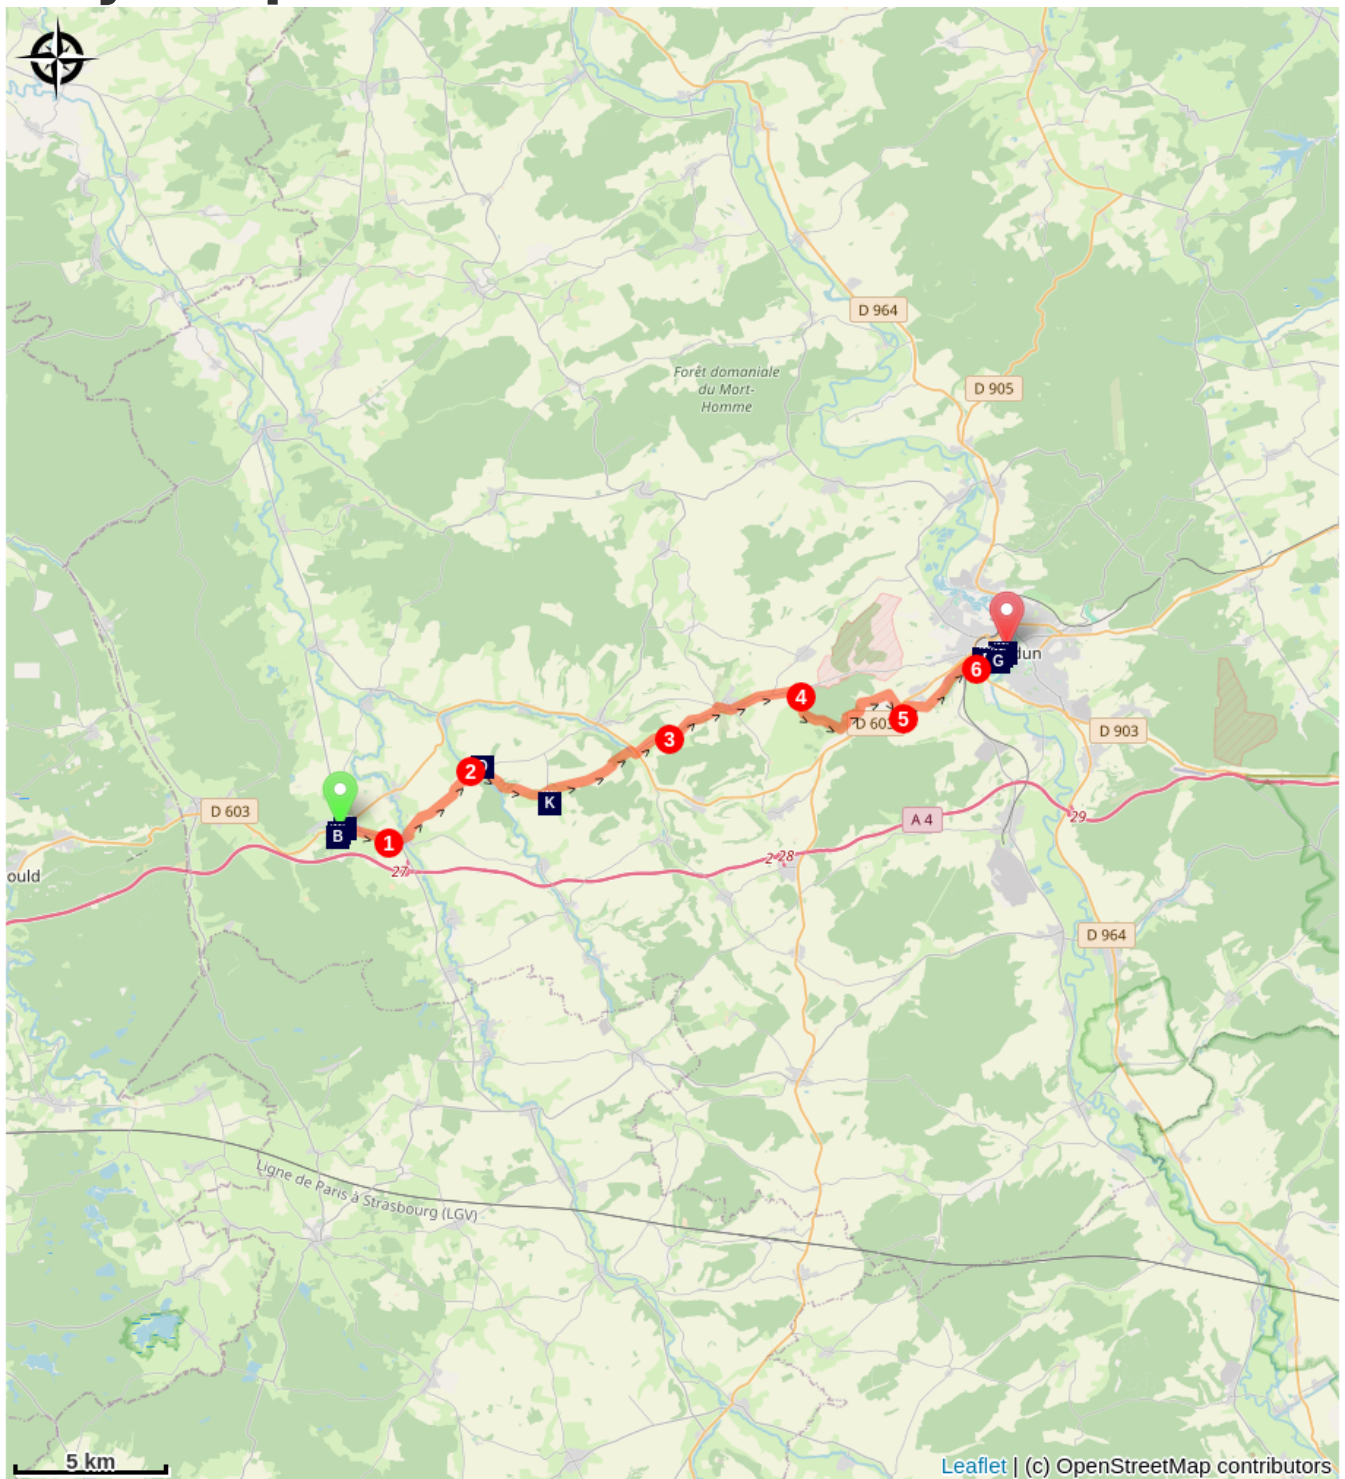 D 964
Forêt domaniale
du Mort-
Homme
D 905
6
G
dun
4
5
D 603
3
D 903
2
K
D 603
B
1
A 4
29
2 28
27
ould
D 964
Ligne de Paris à Strasbourg (LGV)
5 km
Leaflet | (c) OpenStreetMap contributors